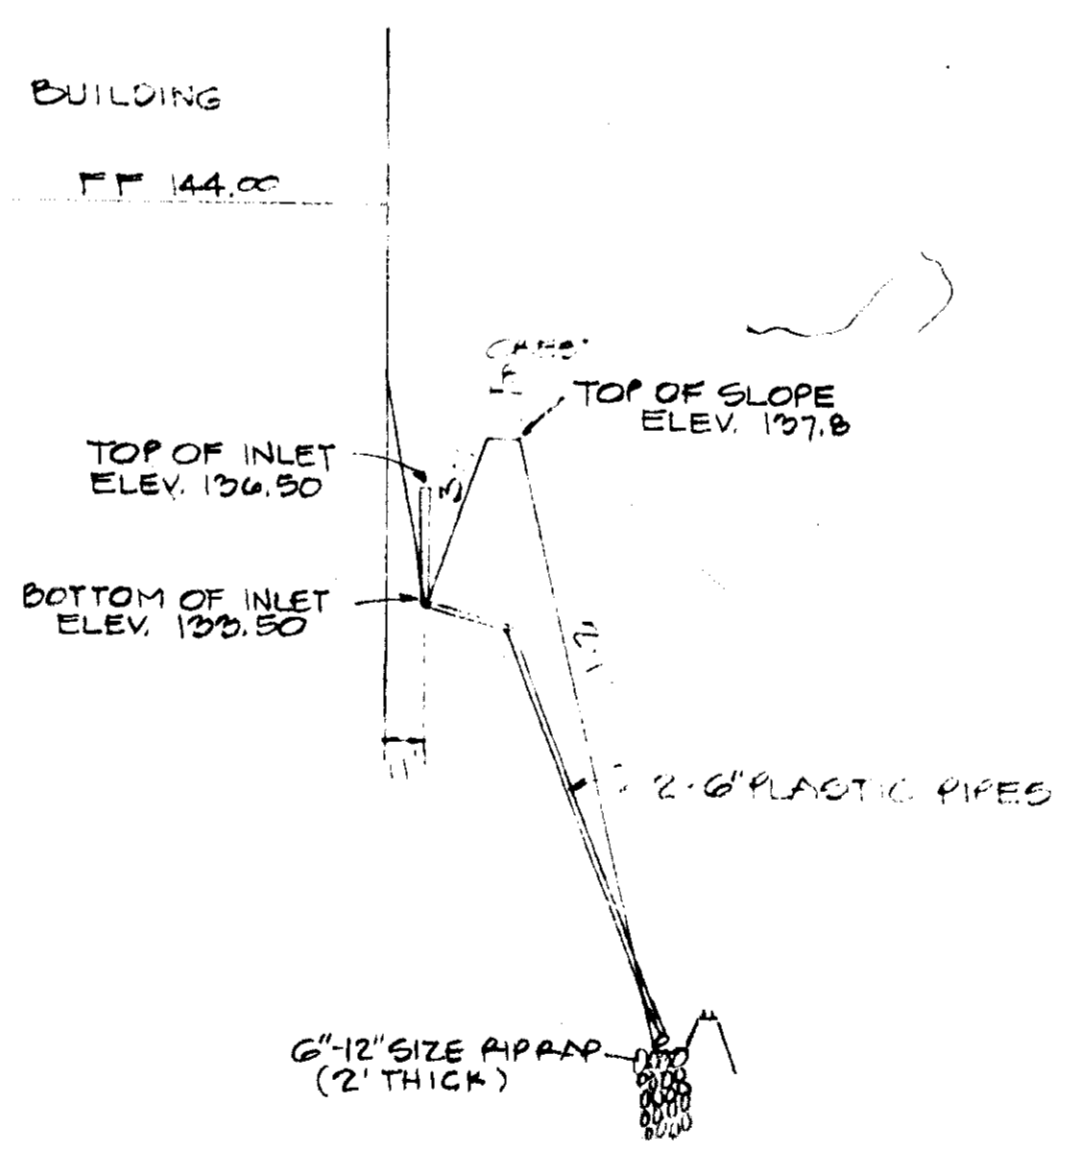 BUILDING
FF 144.00
TOP OF SLOPE
ELEV. 137.8
TOP OF INLET
ELEV. 136.50
BOTTOM OF INLET
ELEV. 133.50
2-6" PLASTIC PIPES
6"-12" SIZE RIPRAP
(2' THICK)